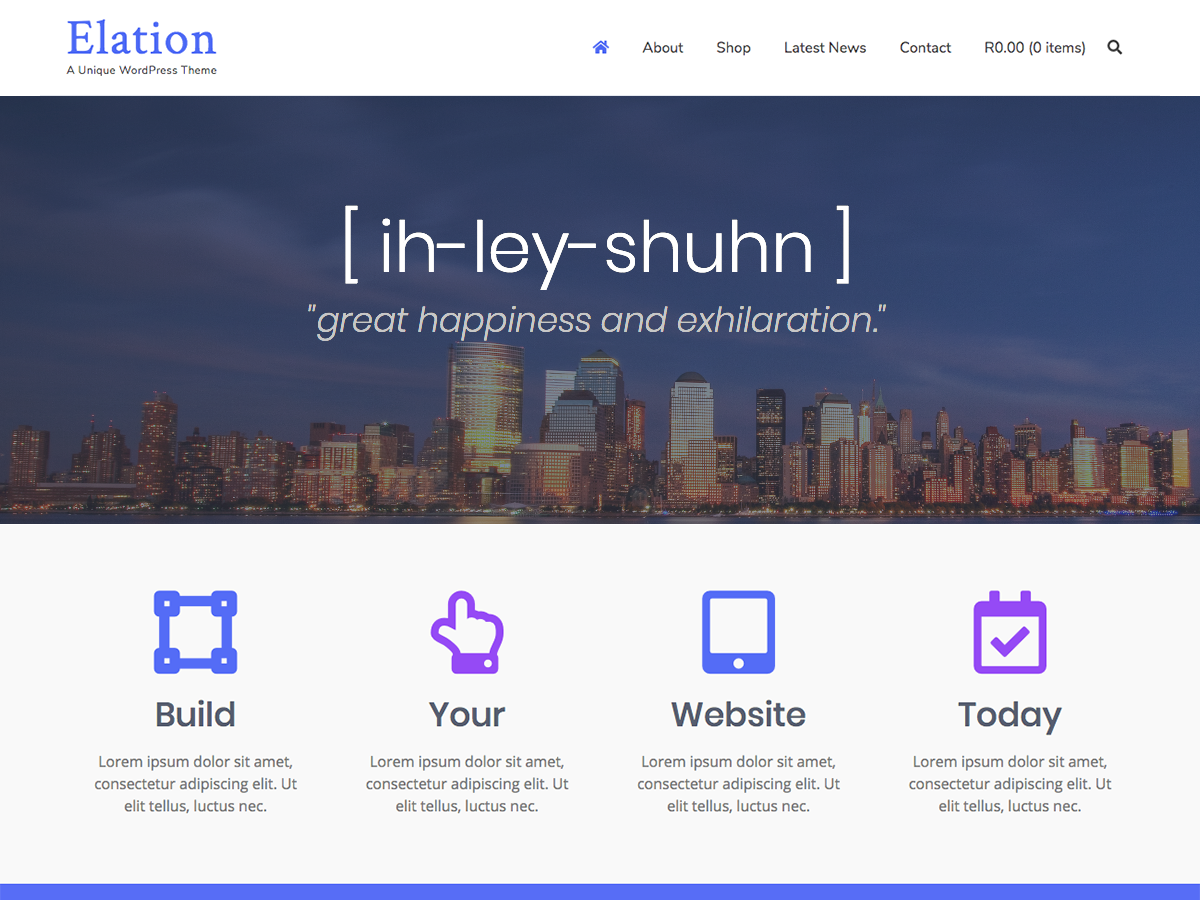 Elation
A Unique WordPress Theme
About Shop Latest News Contact R0.00 (0 items)
[ ih-ley-shuhn ]
"great happiness and exhilaration."
Build
Lorem ipsum dolor sit amet,
consectetur adipiscing elit. Ut
elit tellus, luctus nec.
Your
Lorem ipsum dolor sit amet,
consectetur adipiscing elit. Ut
elit tellus, luctus nec.
Website
Lorem ipsum dolor sit amet,
consectetur adipiscing elit. Ut
elit tellus, luctus nec.
Today
Lorem ipsum dolor sit amet,
consectetur adipiscing elit. Ut
elit tellus, luctus nec.